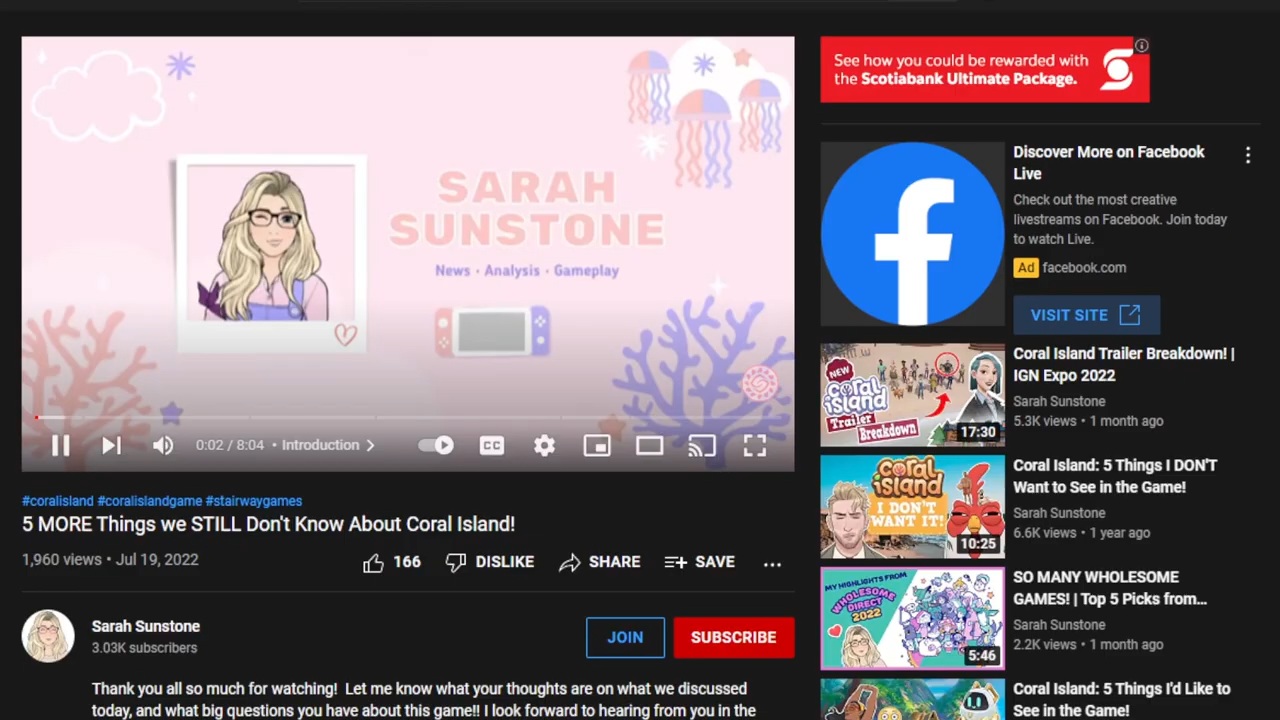 SARAH
SUNSTONE
News · Analysis · Gameplay
0:02 / 8:04 • Introduction
CC
#coralisland #coralislandgame #stairwaygames
5 MORE Things we STILL Don't Know About Coral Island!
1,960 views • Jul 19, 2022
166
DISLIKE
SHARE
SAVE
Sarah Sunstone
3.03K subscribers
JOIN
SUBSCRIBE
Thank you all so much for watching! Let me know what your thoughts are on what we discussed
today, and what big questions you have about this game!! I look forward to hearing from you in the
See how you could be rewarded with
the Scotiabank Ultimate Package.
Discover More on Facebook
Live
Check out the most creative
livestreams on Facebook. Join today
to watch Live.
Ad facebook.com
VISIT SITE
NEW
CORAL
ISLAND
Trailer
Breakdown
17:30
Coral Island Trailer Breakdown! |
IGN Expo 2022
Sarah Sunstone
5.3K views • 1 month ago
CORAL
ISLAND
I DON'T
WANT IT!
10:25
Coral Island: 5 Things I DON'T
Want to See in the Game!
Sarah Sunstone
6.6K views • 1 year ago
MY HIGHLIGHTS FROM
WHOLESOME
DIRECT
2022
5:46
SO MANY WHOLESOME
GAMES! | Top 5 Picks from...
Sarah Sunstone
2.2K views • 1 month ago
Coral Island: 5 Things I'd Like to
See in the Game!